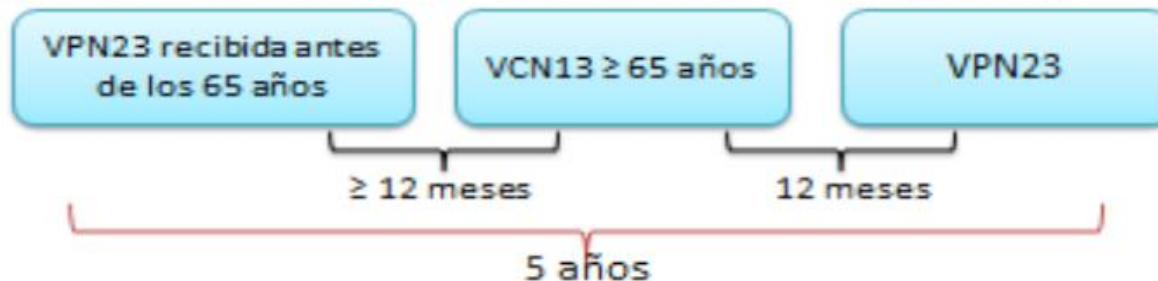 VPN23 recibida antes
de los 65 años
VCN13 ≥ 65 años
VPN23
≥ 12 meses
12 meses
5 años